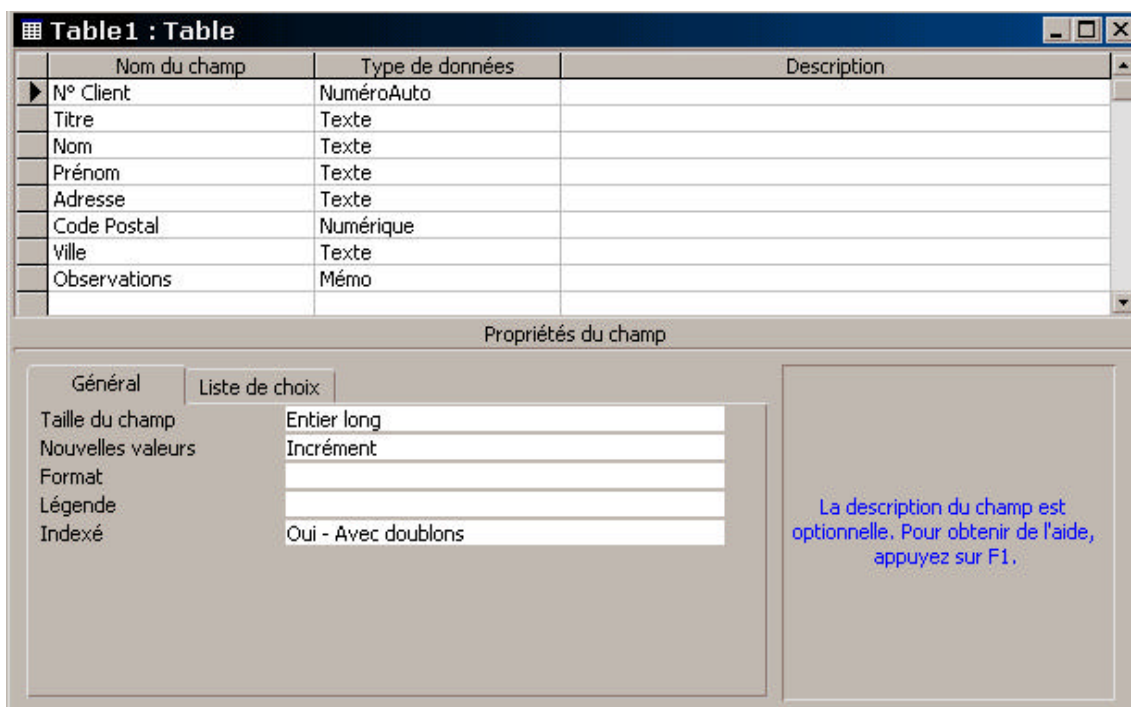 Table1 : Table
Nom du champ Type de données Description
N° Client NuméroAuto
Titre Texte
Nom Texte
Prénom Texte
Adresse Texte
Code Postal Numérique
Ville Texte
Observations Mémo
Propriétés du champ
Général Liste de choix
Taille du champ Entier long
Nouvelles valeurs Incrément
Format
Légende
Indexé Oui - Avec doublons
La description du champ est
optionnelle. Pour obtenir de l'aide,
appuyez sur F1.